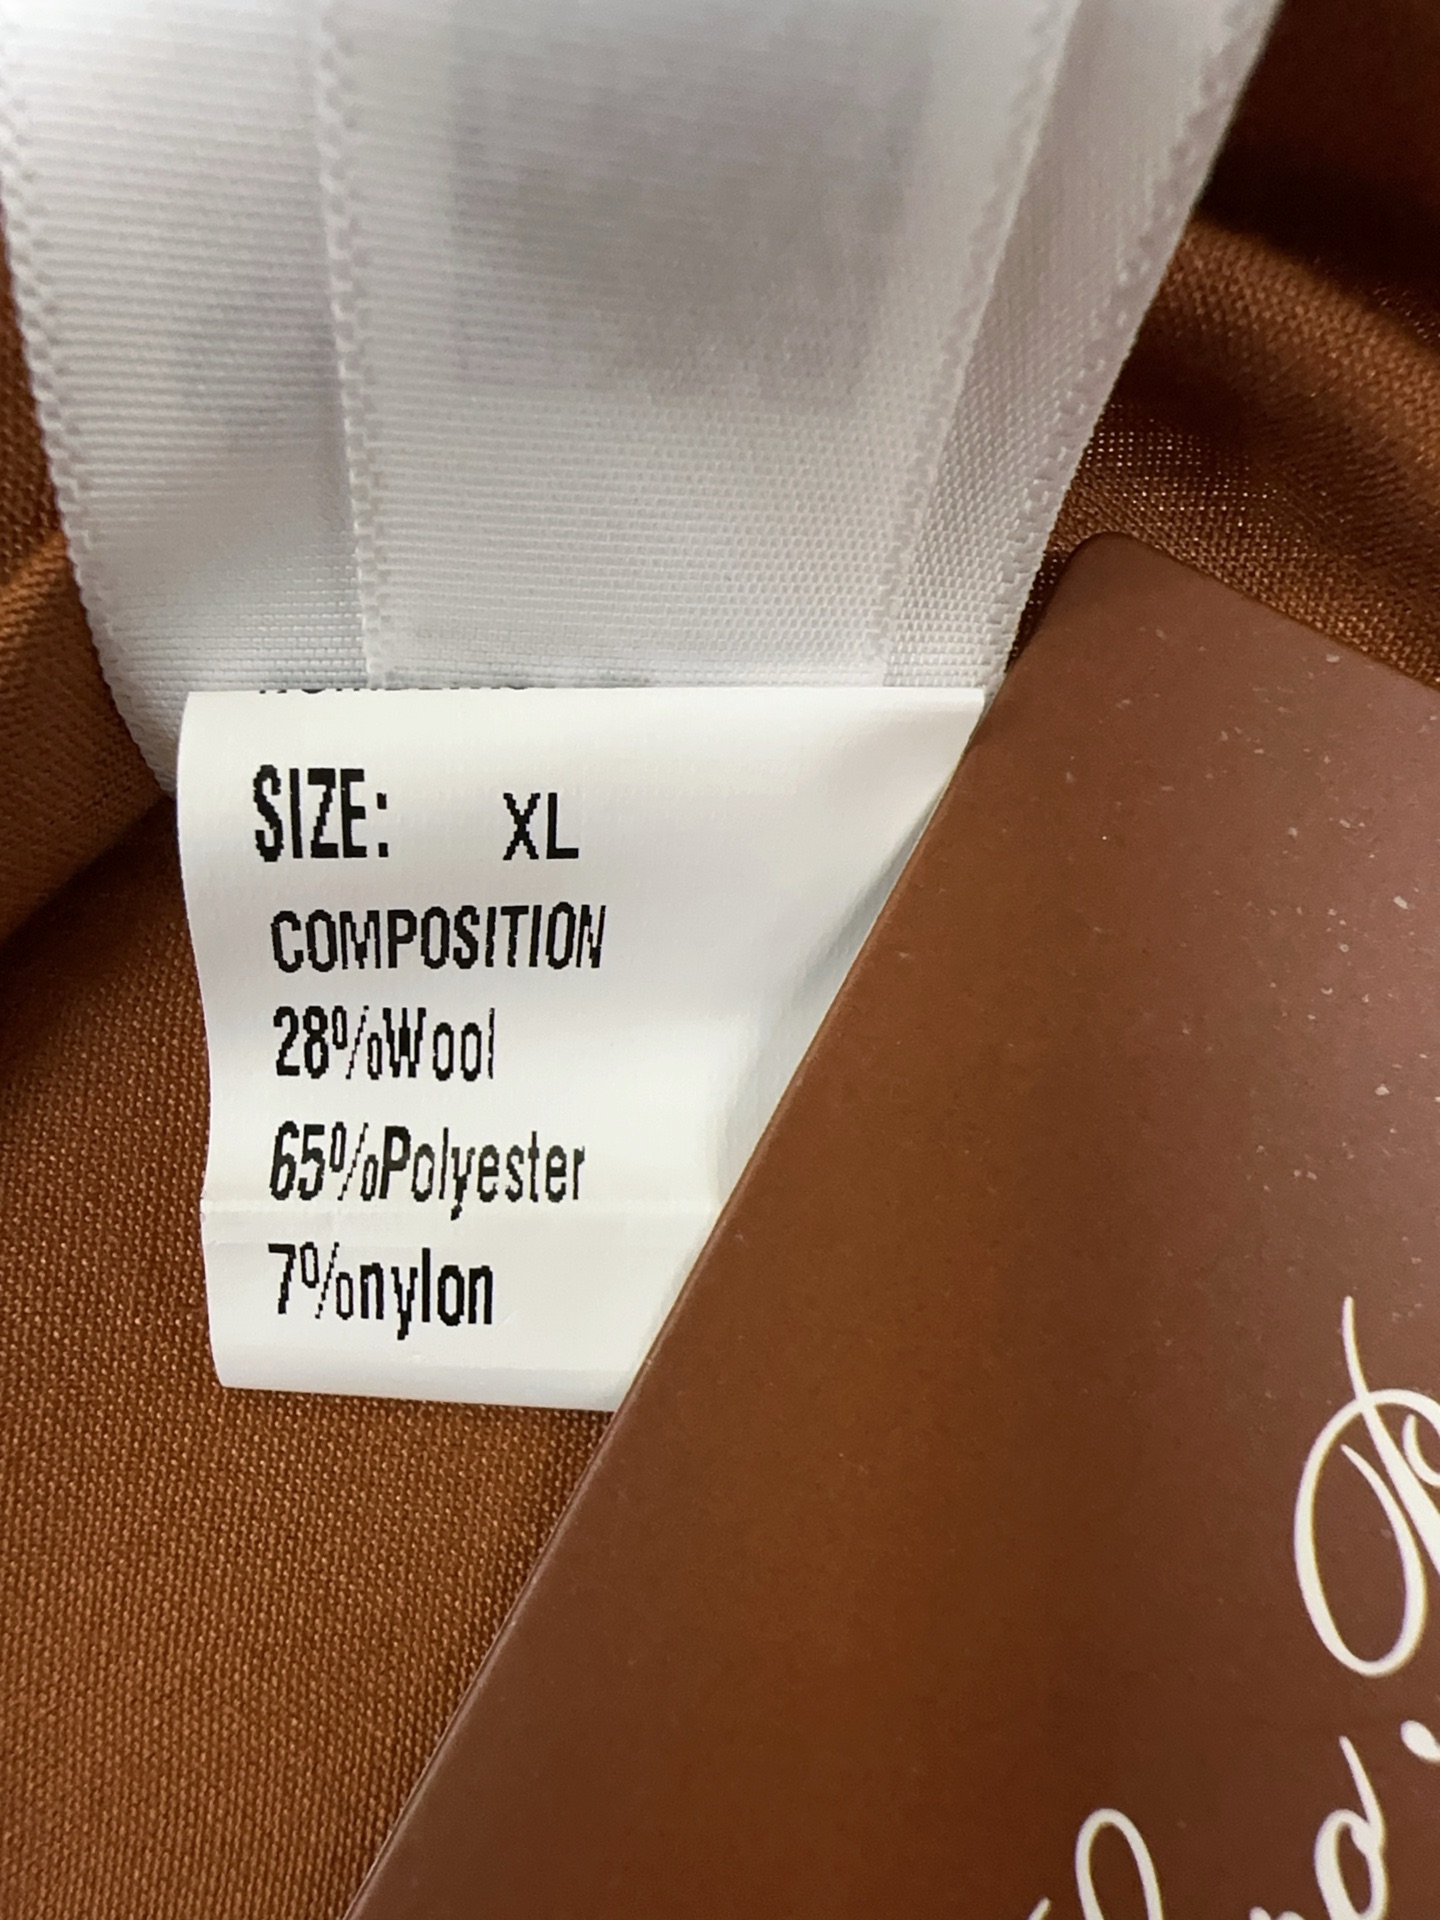 SIZE: XL
COMPOSITION
28%Wool
65%Polyester
7%nylon